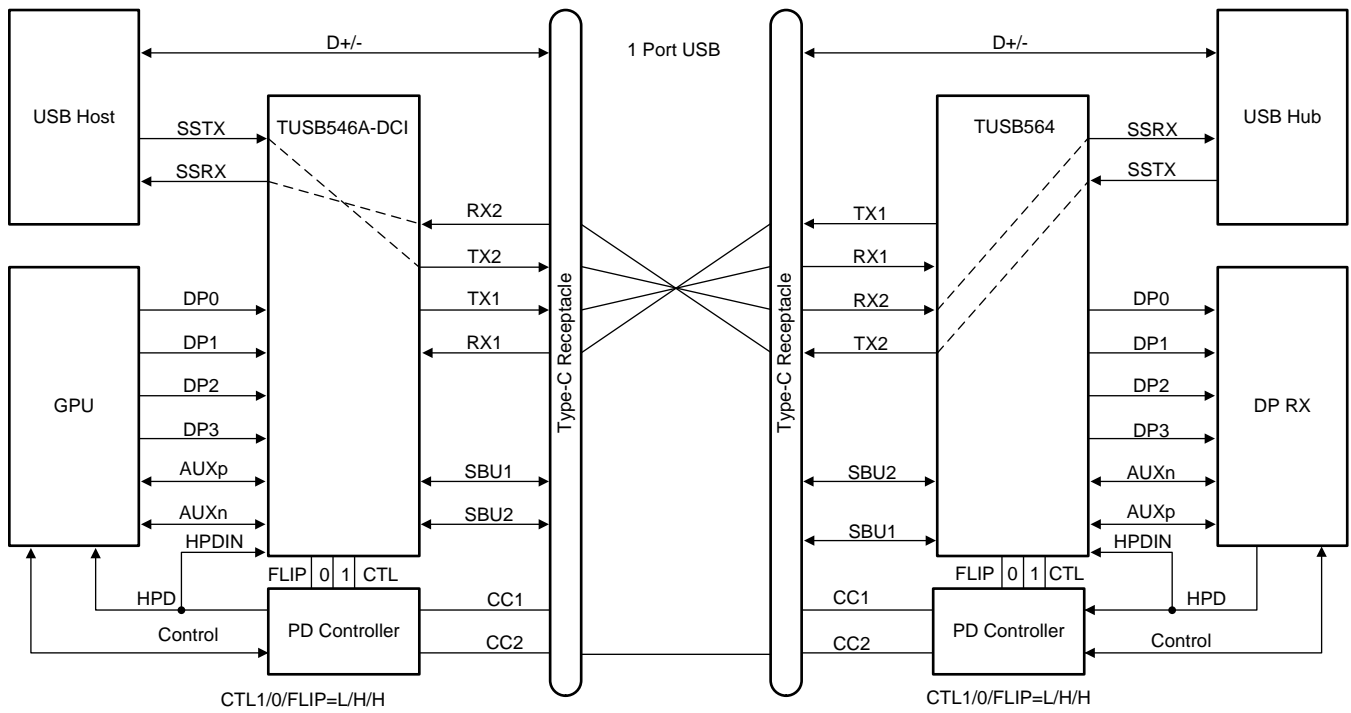 D+/-
1 Port USB
D+/-
USB Host
TUSB546A-DCI
TUSB564
USB Hub
SSTX
SSRX
SSRX
SSTX
RX2
TX2
TX1
RX1
TX1
RX1
RX2
TX2
Type-C Receptacle
Type-C Receptacle
GPU
DP0
DP1
DP2
DP3
AUXp
AUXn
HPDIN
DP RX
DP0
DP1
DP2
DP3
AUXn
AUXp
HPDIN
SBU1
SBU2
SBU2
SBU1
FLIP 0 1 CTL
FLIP 0 1 CTL
HPD
Control
PD Controller
CC1
CC2
CC1
CC2
PD Controller
HPD
Control
CTL1/0/FLIP=L/H/H
CTL1/0/FLIP=L/H/H